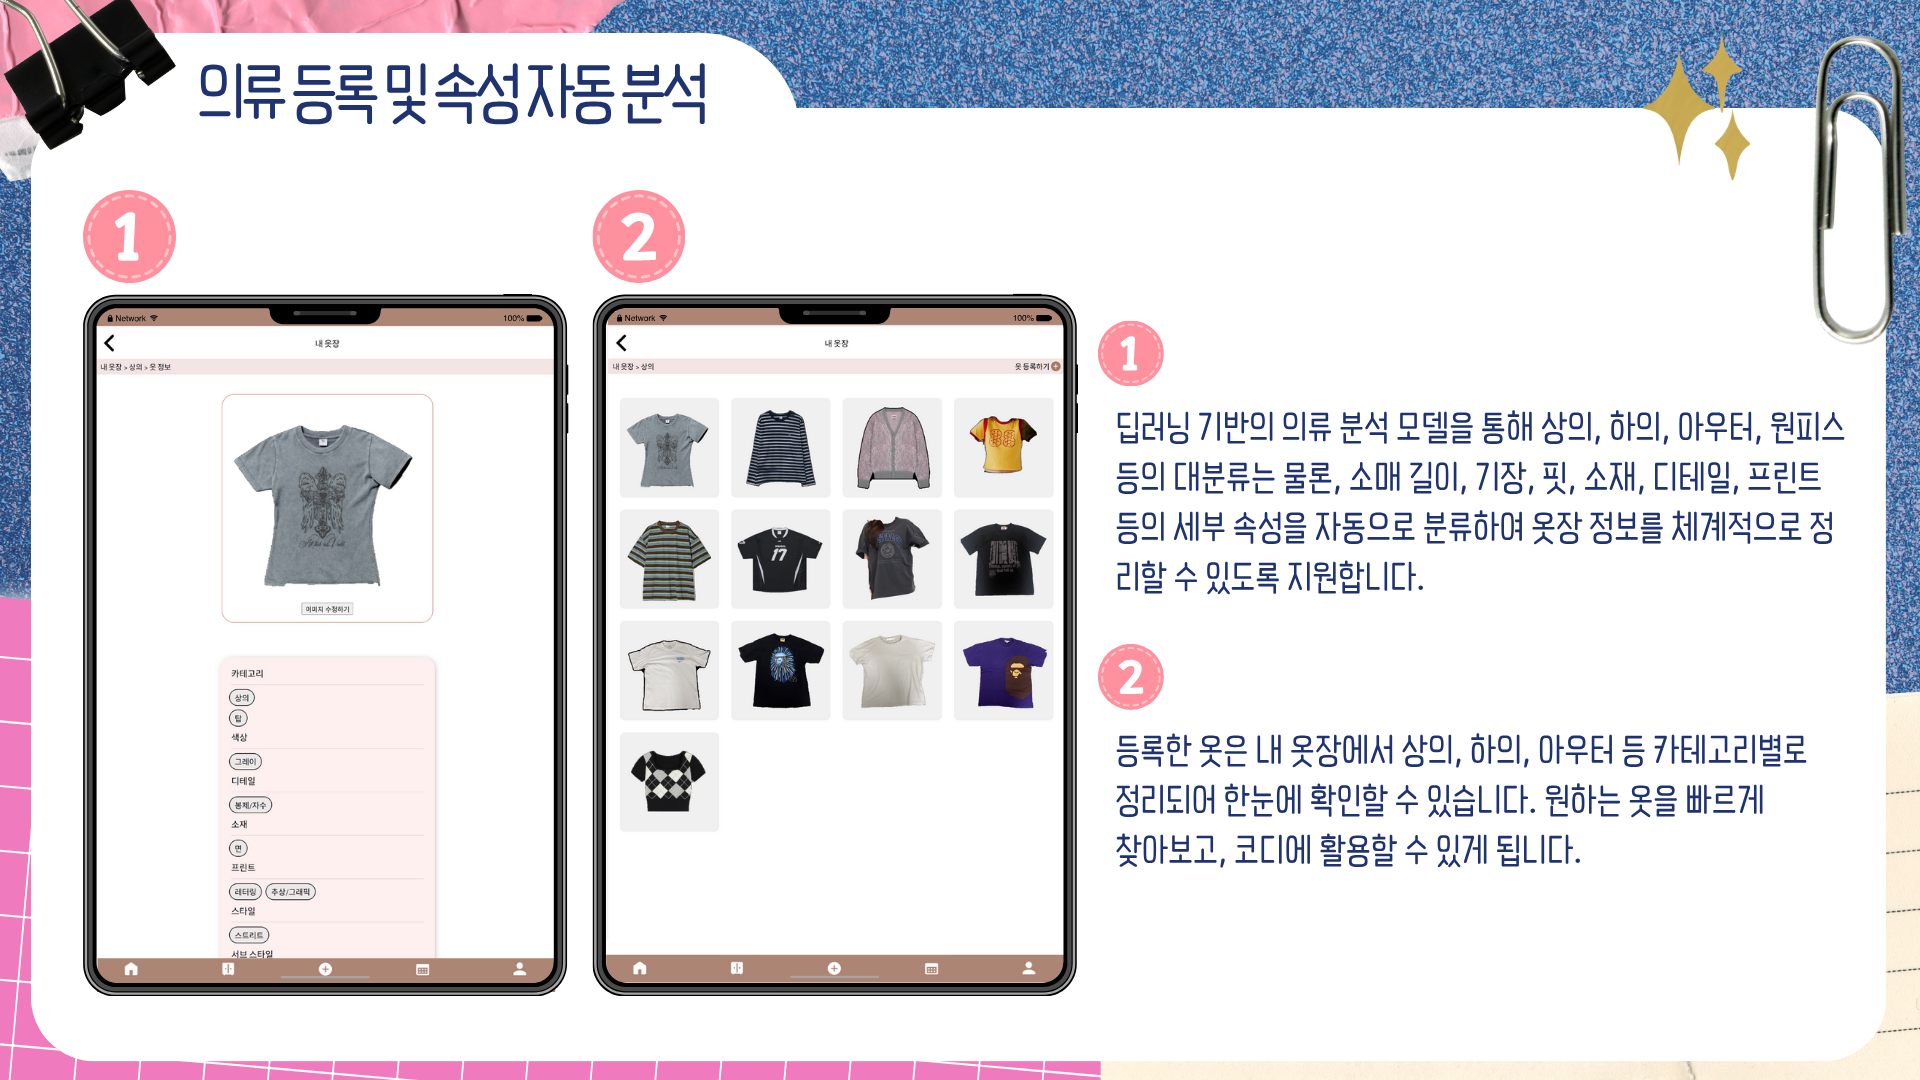 의류 등록 및 속성 자동 분석
1
2
Network
100%
내 옷장
내 옷장 > 상의 > 옷 정보
이미지 수정하기
카테고리
상의
탑
색상
그레이
디테일
봉제/자수
소재
면
프린트
레터링 추상/그래픽
스타일
스트리트
서브 스타일
Network
100%
내 옷장
내 옷장 > 상의
옷 등록하기
17
1
딥러닝 기반의 의류 분석 모델을 통해 상의, 하의, 아우터, 원피스
등의 대분류는 물론, 소매 길이, 기장, 핏, 소재, 디테일, 프린트
등의 세부 속성을 자동으로 분류하여 옷장 정보를 체계적으로 정
리할 수 있도록 지원합니다.
2
등록한 옷은 내 옷장에서 상의, 하의, 아우터 등 카테고리별로
정리되어 한눈에 확인할 수 있습니다. 원하는 옷을 빠르게
찾아보고, 코디에 활용할 수 있게 됩니다.